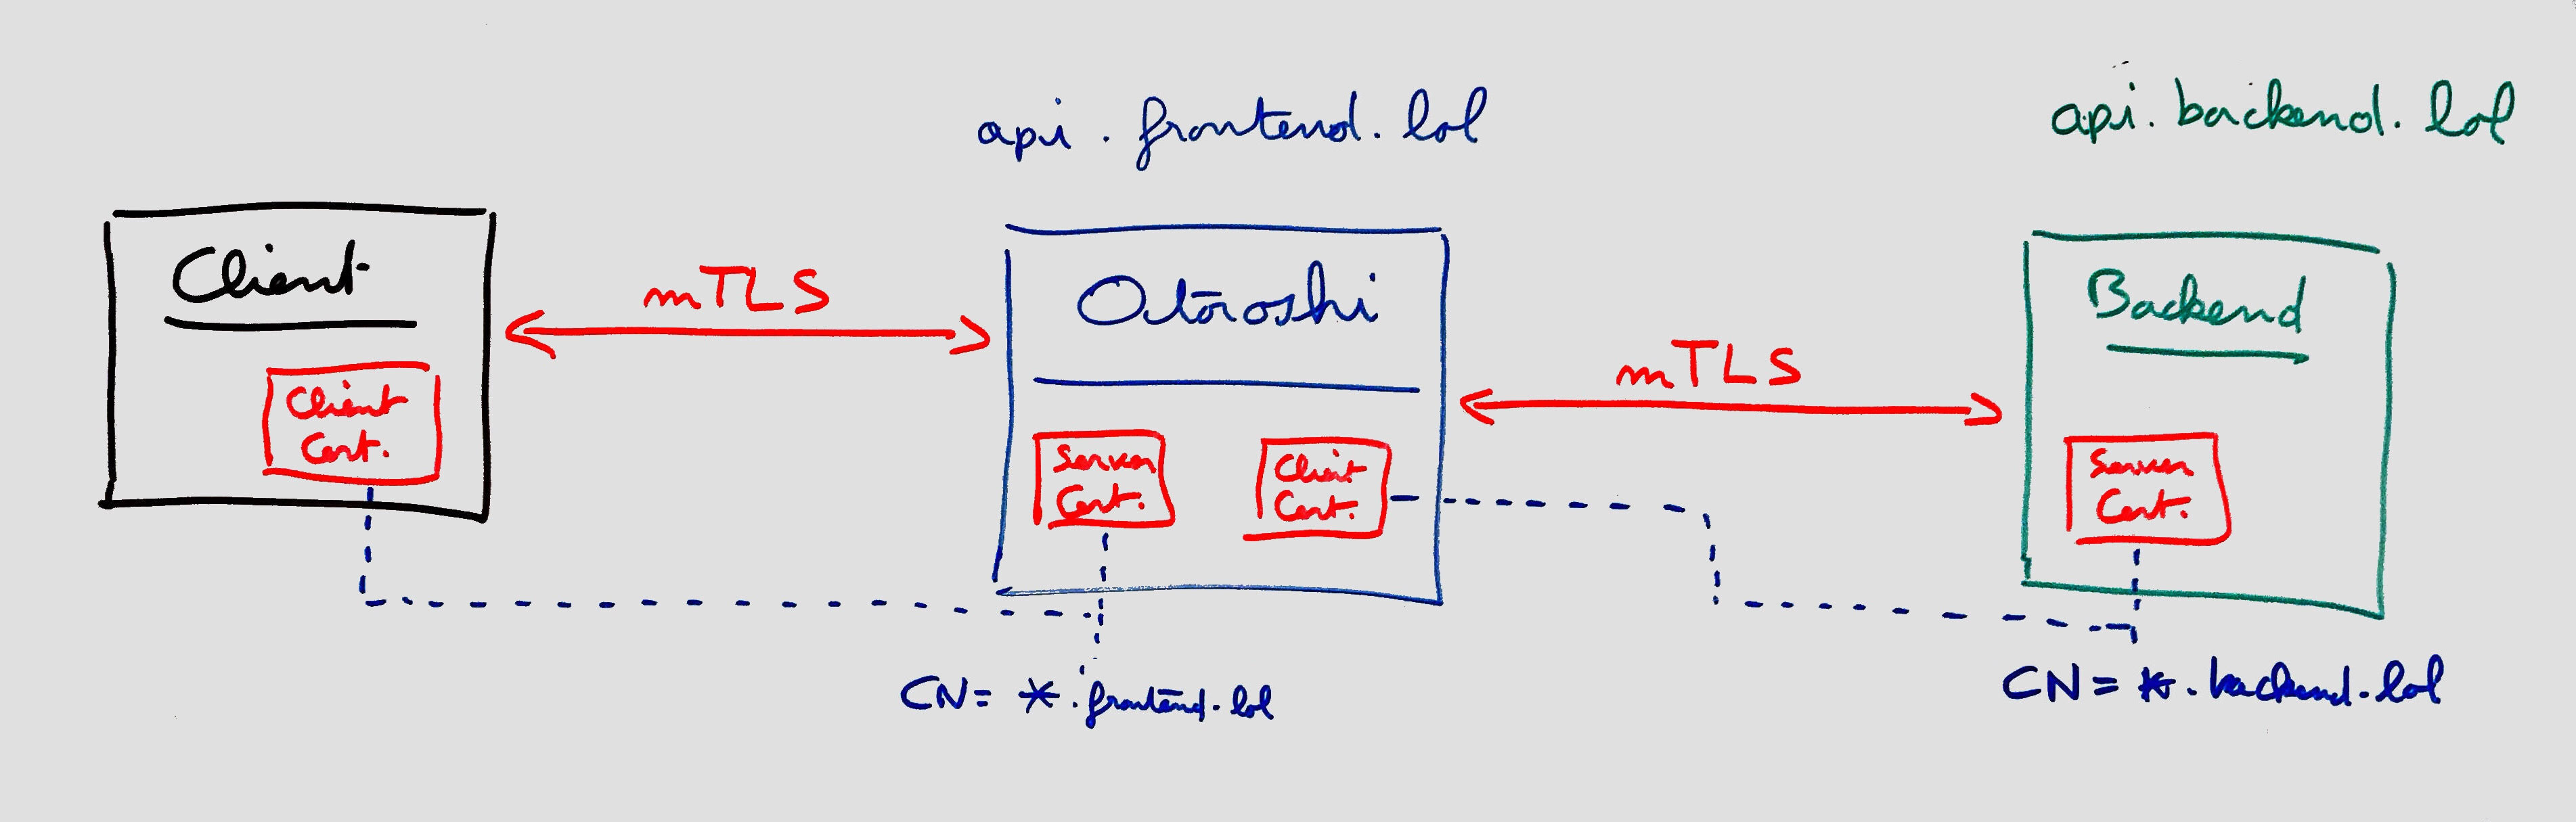 api.frontend.lol
api.backend.lol
Client
mTLS
Otoroshi
mTLS
Backend
Client
Cert.
Server
Cert.
Client
Cert.
Server
Cert.
CN= *.frontend.lol
CN= *.backend.lol